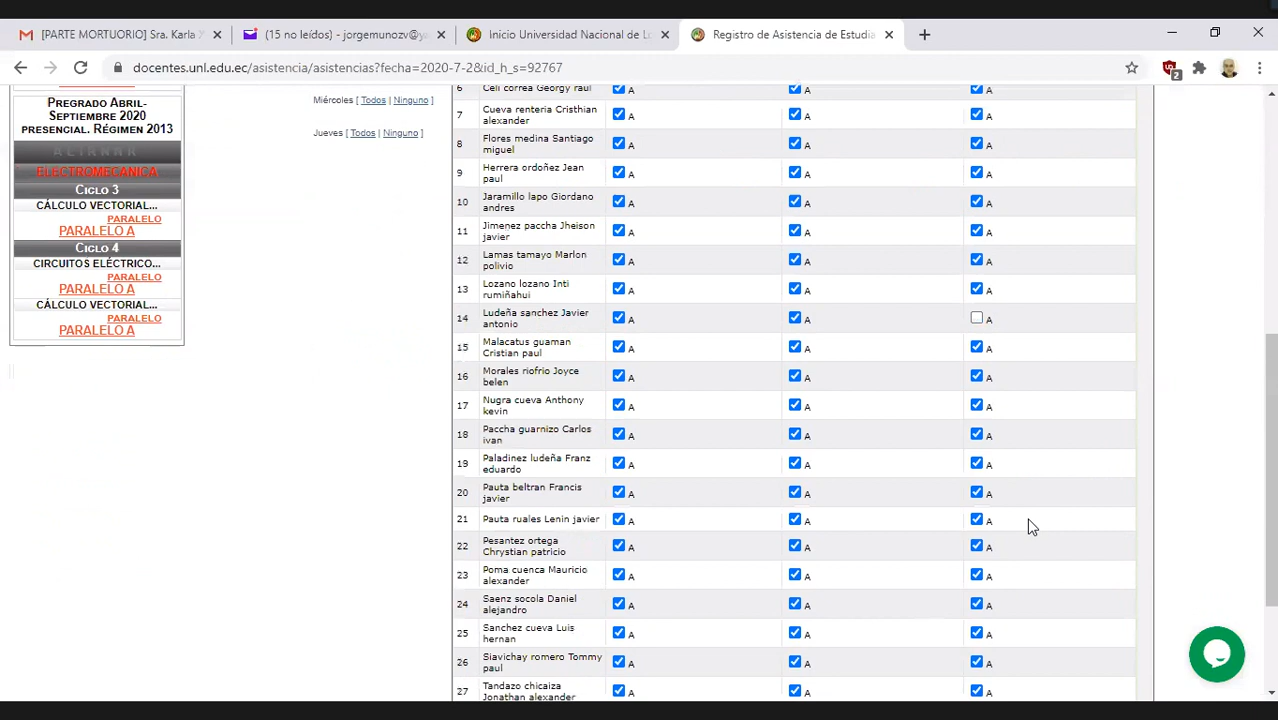 [PARTE MORTUORIO] Sra. Karla
(15 no leídos) - jorgemunozv@y
Inicio Universidad Nacional de L
Registro de Asistencia de Estudia
docentes.unl.edu.ec/asistencia/asistencias?fecha=2020-7-2&id_h_s=92767
2
PREGRADO ABRIL-
SEPTIEMBRE 2020
PRESENCIAL. RÉGIMEN 2013
ELECTROMECANICA
CICLO 3
CÁLCULO VECTORIAL...
PARALELO
PARALELO A
CICLO 4
CIRCUITOS ELÉCTRICO...
PARALELO
PARALELO A
CÁLCULO VECTORIAL...
PARALELO
PARALELO A
Miércoles [ Todos | Ninguno ]
Jueves [ Todos | Ninguno ]
6 Celi correa Georgy raul A A A
7 Cueva renteria Cristhian
alexander A A A
8 Flores medina Santiago
miguel A A A
9 Herrera ordoñez Jean
paul A A A
10 Jaramillo lapo Giordano
andres A A A
11 Jimenez paccha Jheison
javier A A A
12 Lamas tamayo Marlon
polivio A A A
13 Lozano lozano Inti
rumiñahui A A A
14 Ludeña sanchez Javier
antonio A A A
15 Malacatus guaman
Cristian paul A A A
16 Morales riofrio Joyce
belen A A A
17 Nugra cueva Anthony
kevin A A A
18 Paccha guarnizo Carlos
ivan A A A
19 Paladinez ludeña Franz
eduardo A A A
20 Pauta beltran Francis
javier A A A
21 Pauta ruales Lenin javier A A A
22 Pesantez ortega
Chrystian patricio A A A
23 Poma cuenca Mauricio
alexander A A A
24 Saenz socola Daniel
alejandro A A A
25 Sanchez cueva Luis
hernan A A A
26 Siavichay romero Tommy
paul A A A
27 Tandazo chicaiza
Jonathan alexander A A A